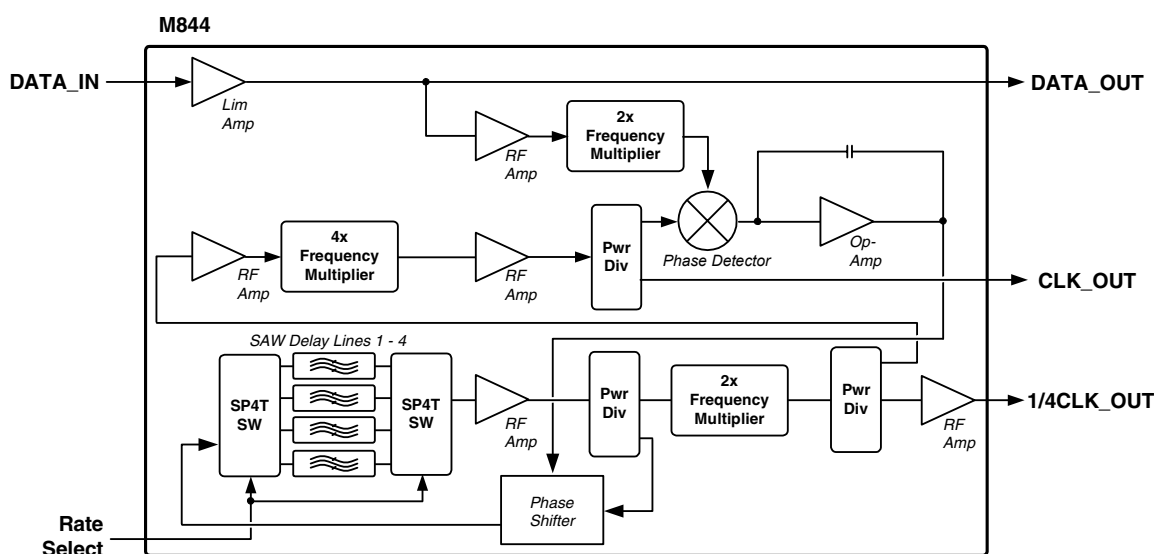 M844
DATA_IN
Lim
Amp
DATA_OUT
RF
Amp
2x
Frequency
Multiplier
RF
Amp
4x
Frequency
Multiplier
RF
Amp
Pwr
Div
Phase Detector
Op-
Amp
CLK_OUT
SAW Delay Lines 1 - 4
SP4T
SW
SP4T
SW
RF
Amp
Pwr
Div
2x
Frequency
Multiplier
Pwr
Div
RF
Amp
1/4CLK_OUT
Phase
Shifter
Rate
Select